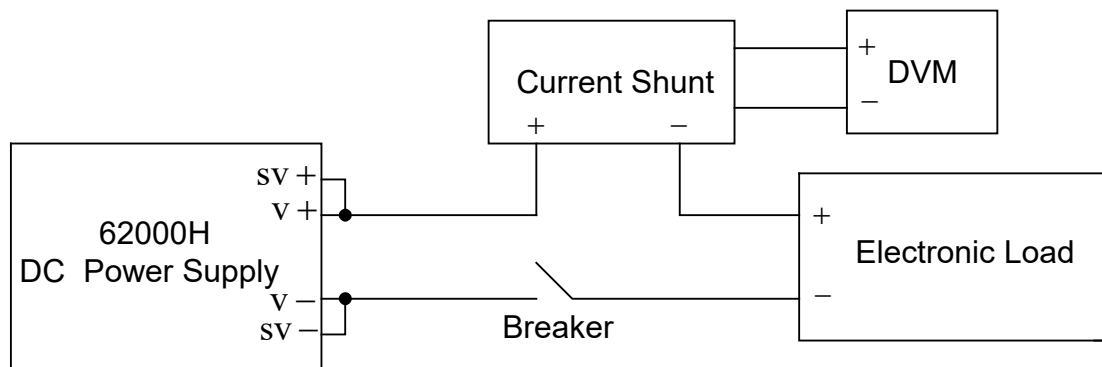 Current Shunt
+ −
+
−
DVM
sv +
v +
62000H
DC Power Supply
v −
sv −
Breaker
+
Electronic Load
−